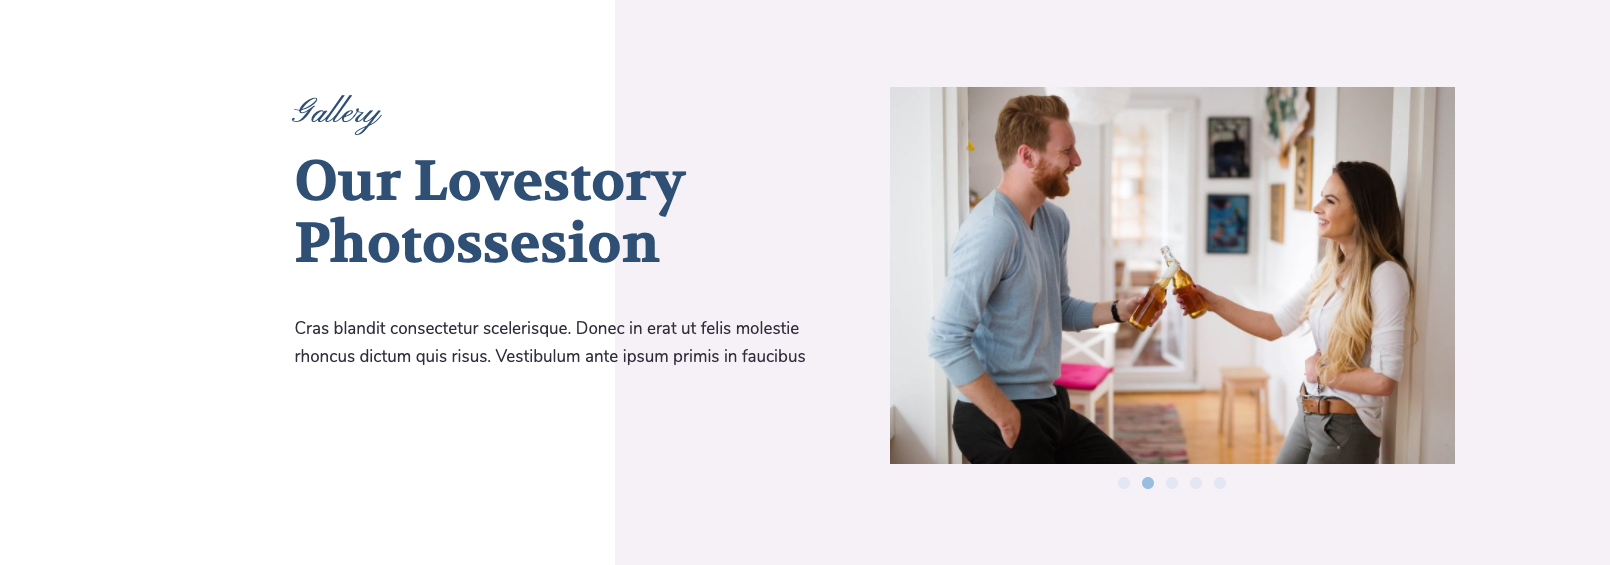 Gallery
Our Lovestory
Photossesion
Cras blandit consectetur scelerisque. Donec in erat ut felis molestie
rhoncus dictum quis risus. Vestibulum ante ipsum primis in faucibus